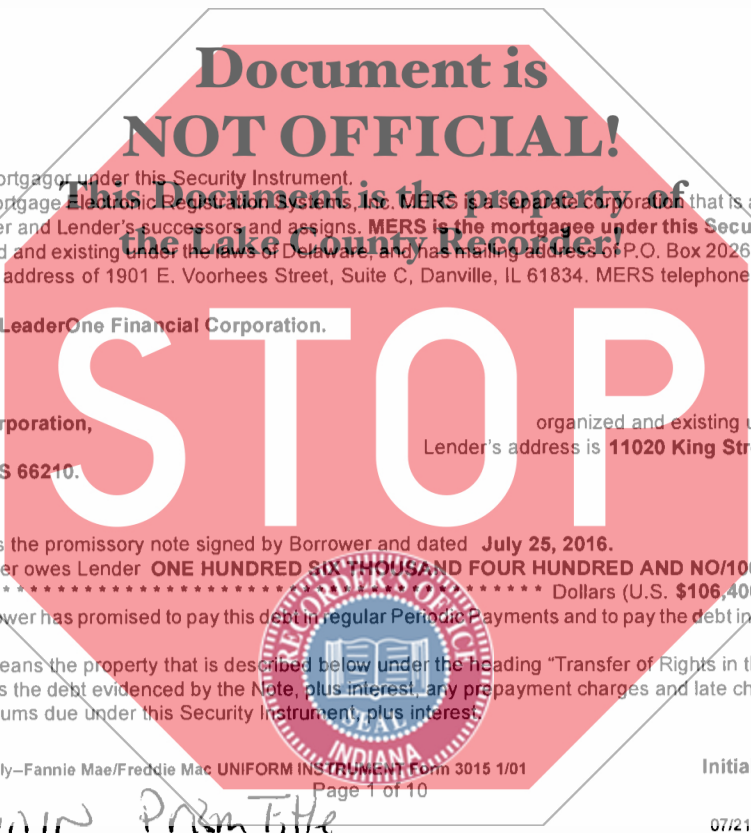 Document is
NOT OFFICIAL!
ortgagor under this Security Instrument.
This Document is the property of
ortgage Electronic Registration Systems, Inc. MERS is a separate corporation that is a
er and Lender's successors and assigns. MERS is the mortgagee under this Secu
the Lake County Recorder!
d and existing under the laws of Delaware, and has mailing address of P.O. Box 2026
address of 1901 E. Voorhees Street, Suite C, Danville, IL 61834. MERS telephone
LeaderOne Financial Corporation.
STOP
rporation, organized and existing u
Lender's address is 11020 King Str
S 66210.
s the promissory note signed by Borrower and dated July 25, 2016.
er owes Lender ONE HUNDRED SIX THOUSAND FOUR HUNDRED AND NO/100
* * * * * * * * * * * * * * * * * * * * * * * * * * * * * * * * * * * * * * * * Dollars (U.S. $106,400
ower has promised to pay this debt in regular Periodic Payments and to pay the debt in
RECORDER'S OFFICE
SEAL
INDIANA
eans the property that is described below under the heading “Transfer of Rights in t
s the debt evidenced by the Note, plus interest, any prepayment charges and late ch
ums due under this Security Instrument, plus interest.
ly–Fannie Mae/Freddie Mac UNIFORM INSTRUMENT Form 3015 1/01 Initia
Page 1 of 10
Prism Title
07/21